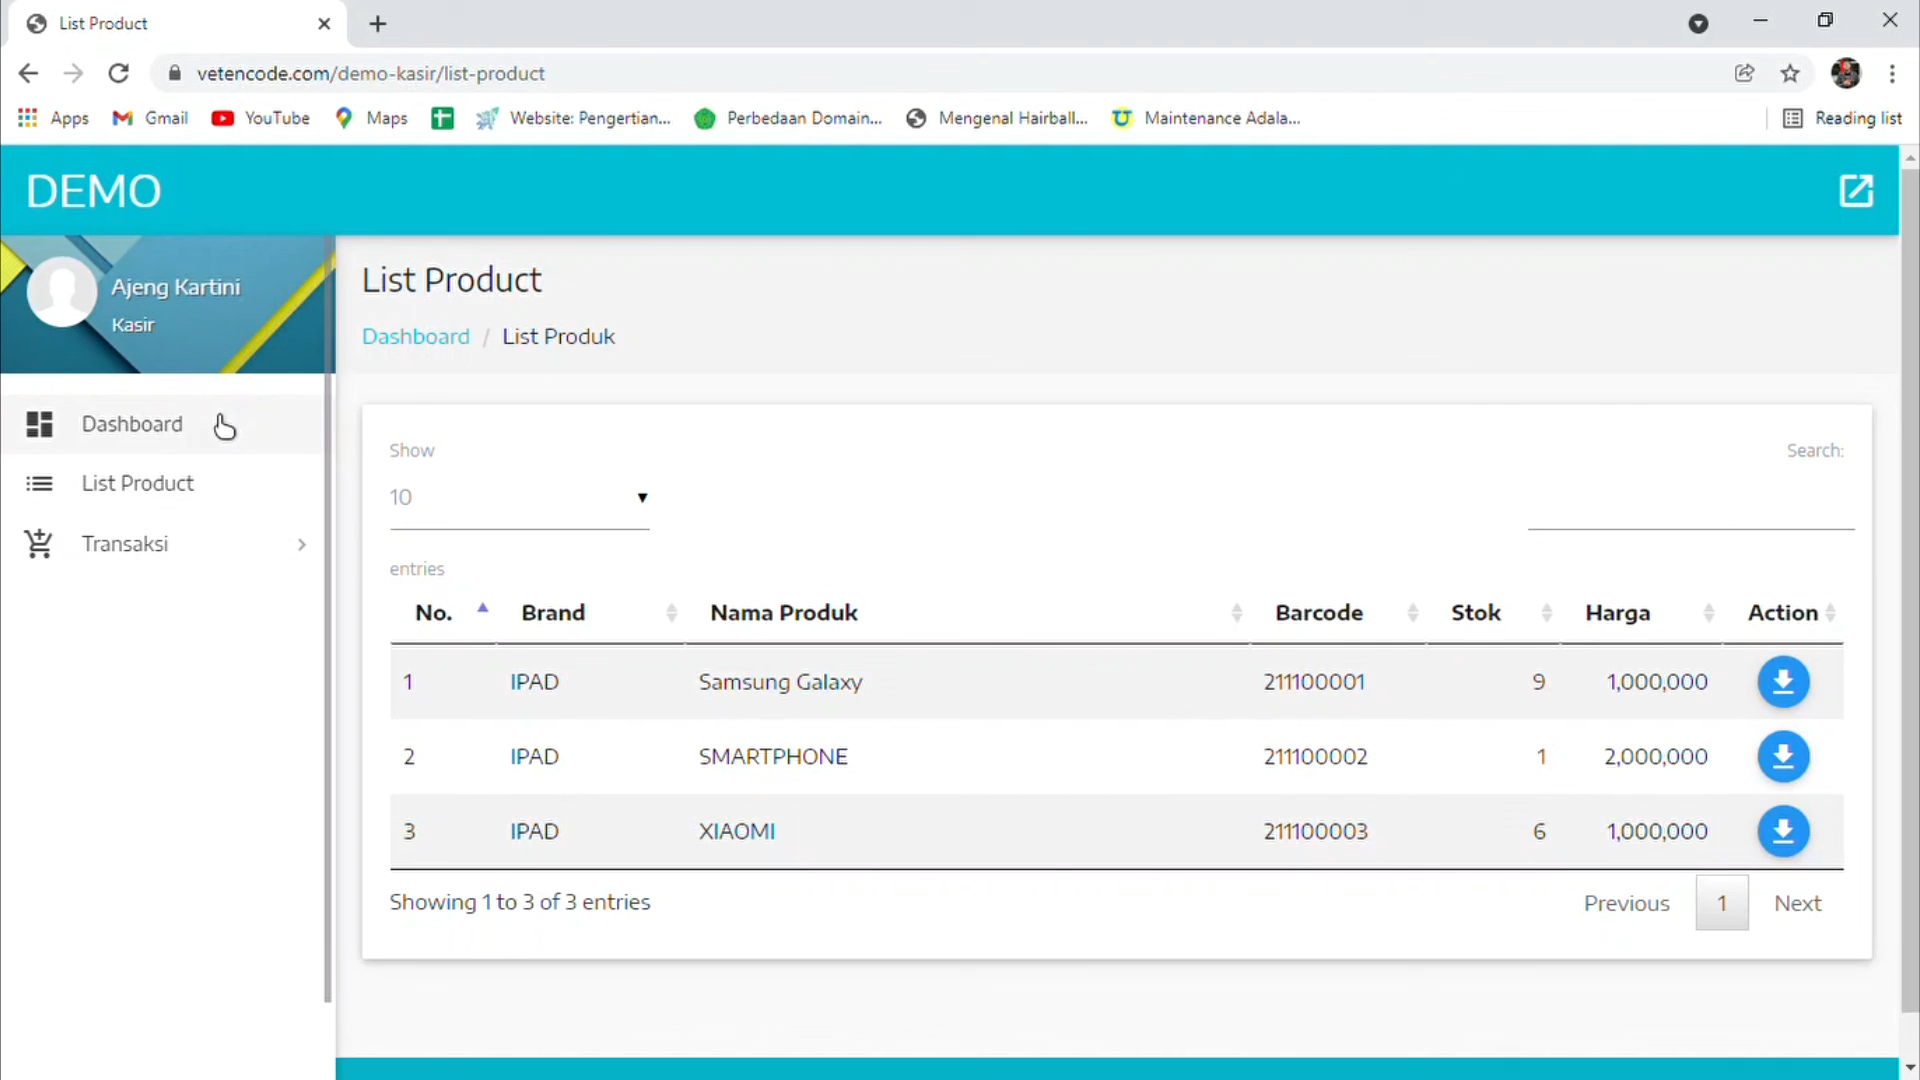 List Product
vetencode.com/demo-kasir/list-product
Apps Gmail YouTube Maps Website: Pengertian... Perbedaan Domain... Mengenal Hairball... Maintenance Adala... Reading list
DEMO
Ajeng Kartini
Kasir
Dashboard
List Product
Transaksi
List Product
Dashboard / List Produk
Show
10
entries
Search:
No. Brand Nama Produk Barcode Stok Harga Action
1 IPAD Samsung Galaxy 211100001 9 1,000,000
2 IPAD SMARTPHONE 211100002 1 2,000,000
3 IPAD XIAOMI 211100003 6 1,000,000
Showing 1 to 3 of 3 entries
Previous 1 Next